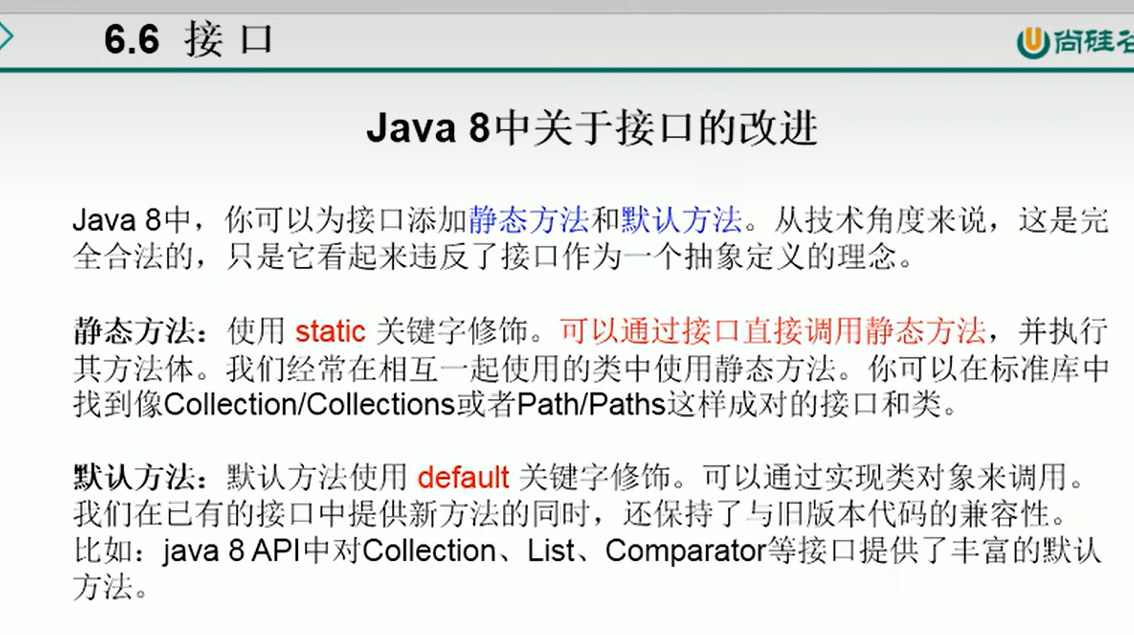 6.6 接 口
尚硅谷
Java 8中关于接口的改进
Java 8中，你可以为接口添加静态方法和默认方法。从技术角度来说，这是完
全合法的，只是它看起来违反了接口作为一个抽象定义的理念。
静态方法：使用 static 关键字修饰。可以通过接口直接调用静态方法，并执行
其方法体。我们经常在相互一起使用的类中使用静态方法。你可以在标准库中
找到像Collection/Collections或者Path/Paths这样成对的接口和类。
默认方法：默认方法使用 default 关键字修饰。可以通过实现类对象来调用。
我们在已有的接口中提供新方法的同时，还保持了与旧版本代码的兼容性。
比如：java 8 API中对Collection、List、Comparator等接口提供了丰富的默认
方法。